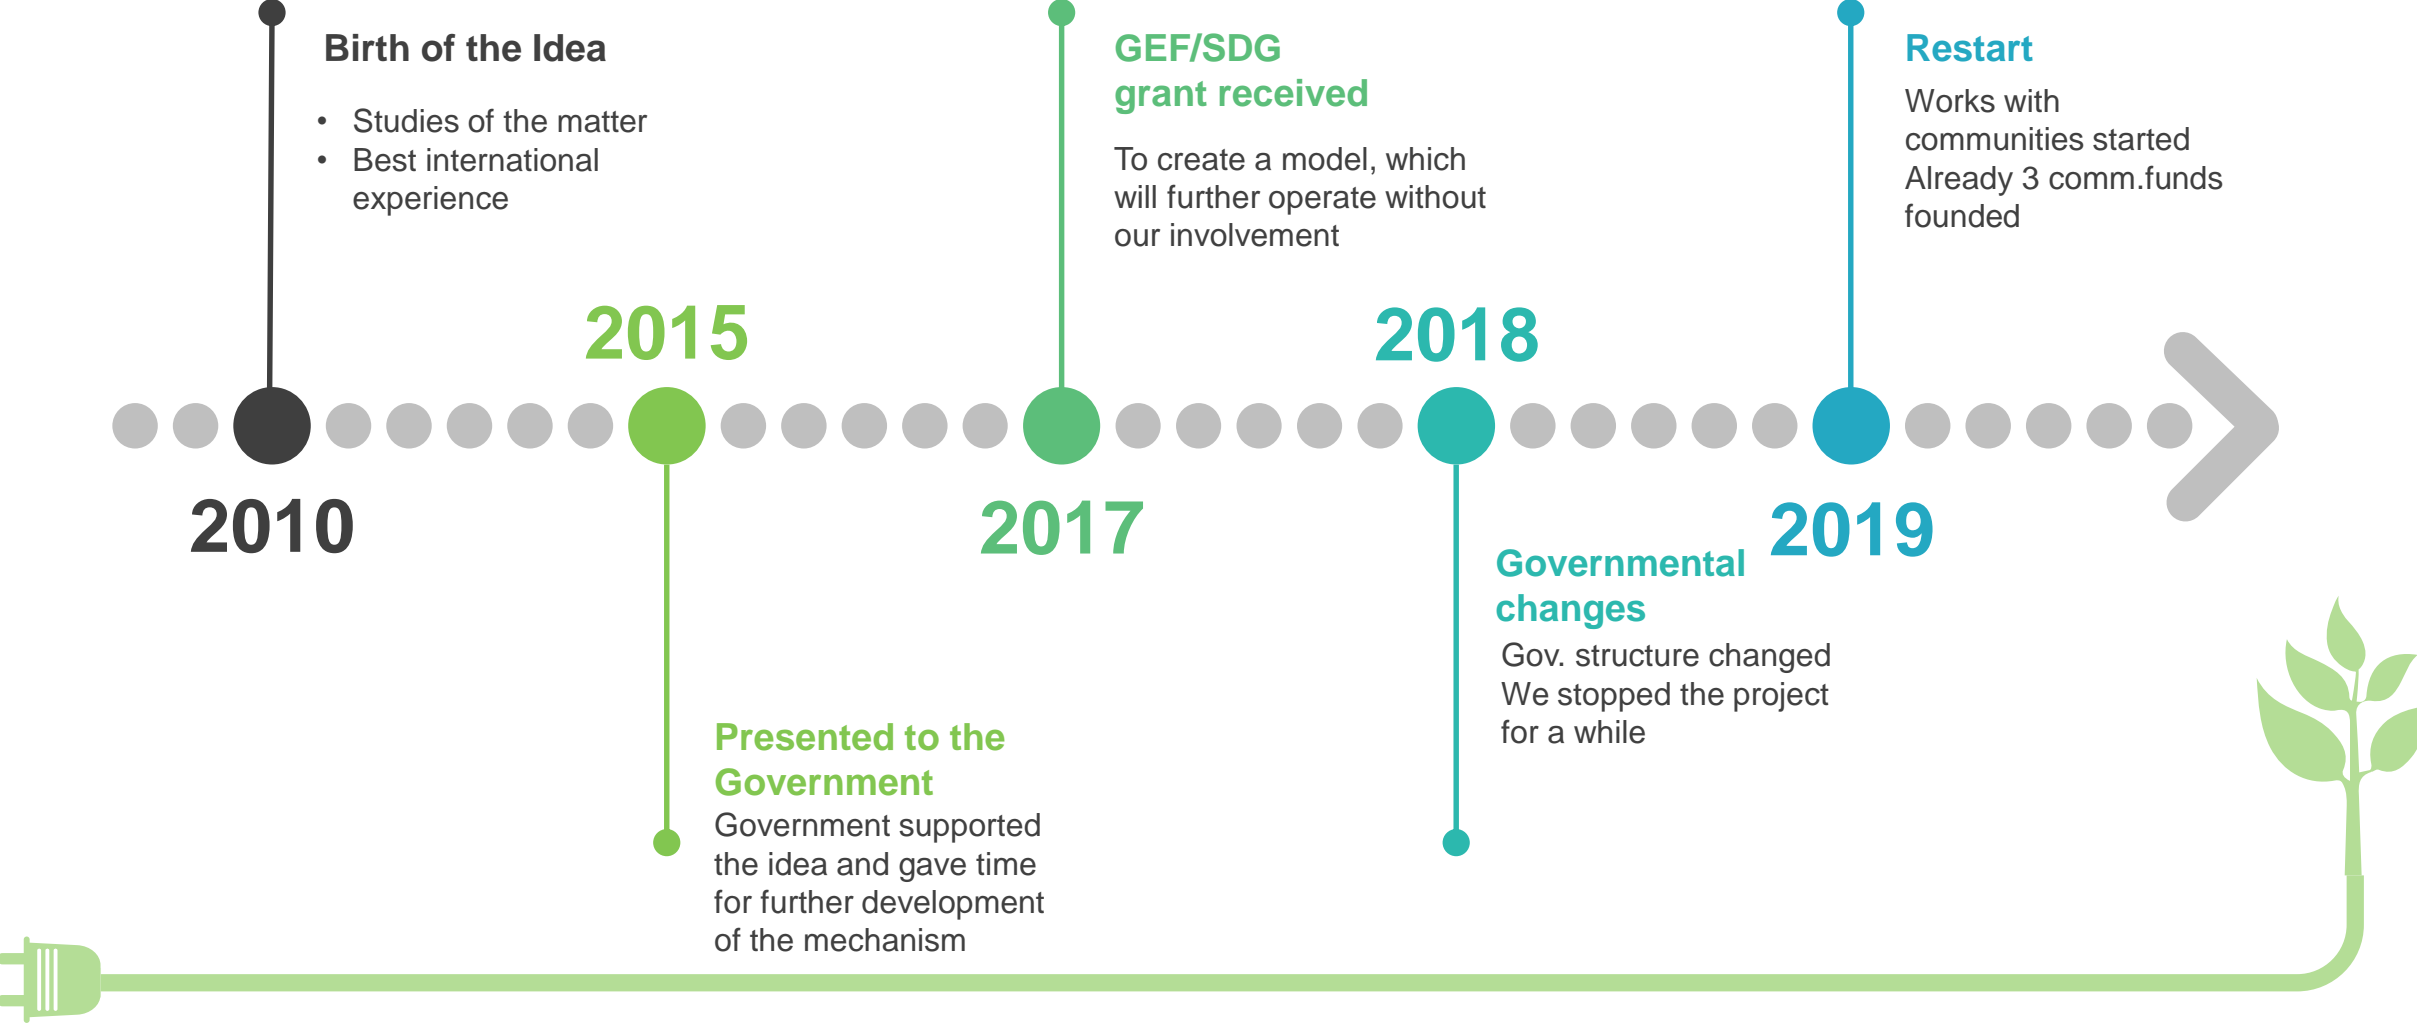 Birth of the Idea
• Studies of the matter
• Best international
experience
2010
2015
Presented to the
Government
Government supported
the idea and gave time
for further development
of the mechanism
GEF/SDG
grant received
To create a model, which
will further operate without
our involvement
2017
2018
Governmental
changes
Gov. structure changed
We stopped the project
for a while
Restart
Works with
communities started
Already 3 comm.funds
founded
2019